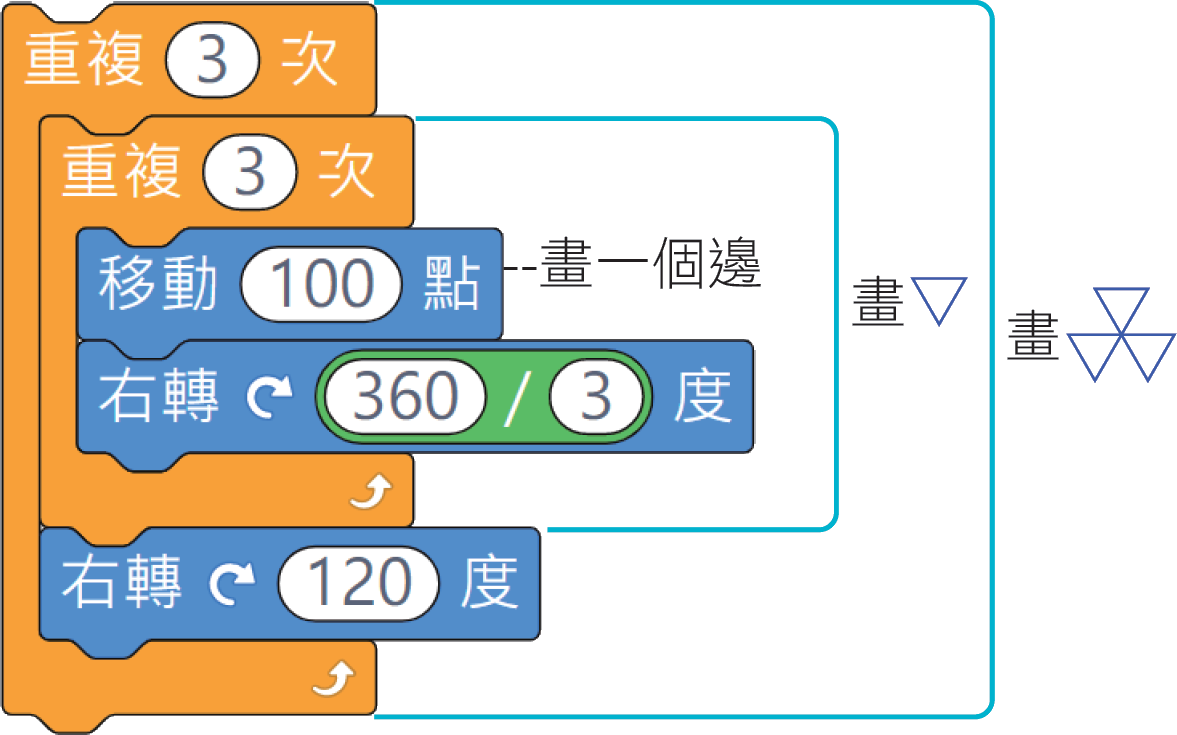 重複 3 次
重複 3 次
移動 100 點
--畫一個邊
右轉 360 / 3 度
畫
畫
右轉 120 度